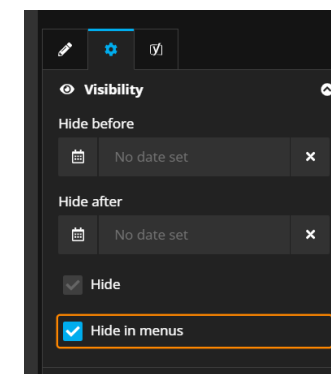 Visibility
Hide before
No date set
Hide after
No date set
Hide
Hide in menus